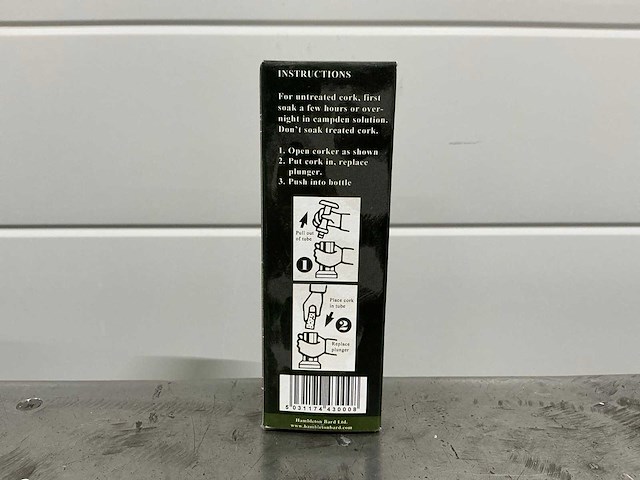 INSTRUCTIONS
For untreated cork, first
soak a few hours or over-
night in campden solution.
Don't soak treated cork.
1. Open corker as shown
2. Put cork in, replace
plunger.
3. Push into bottle
Pull out
of tube
1
Place cork
in tube
2
Replace
plunger
5 031174 430008
Hambleton Bard Ltd.
www.hambletonbard.com